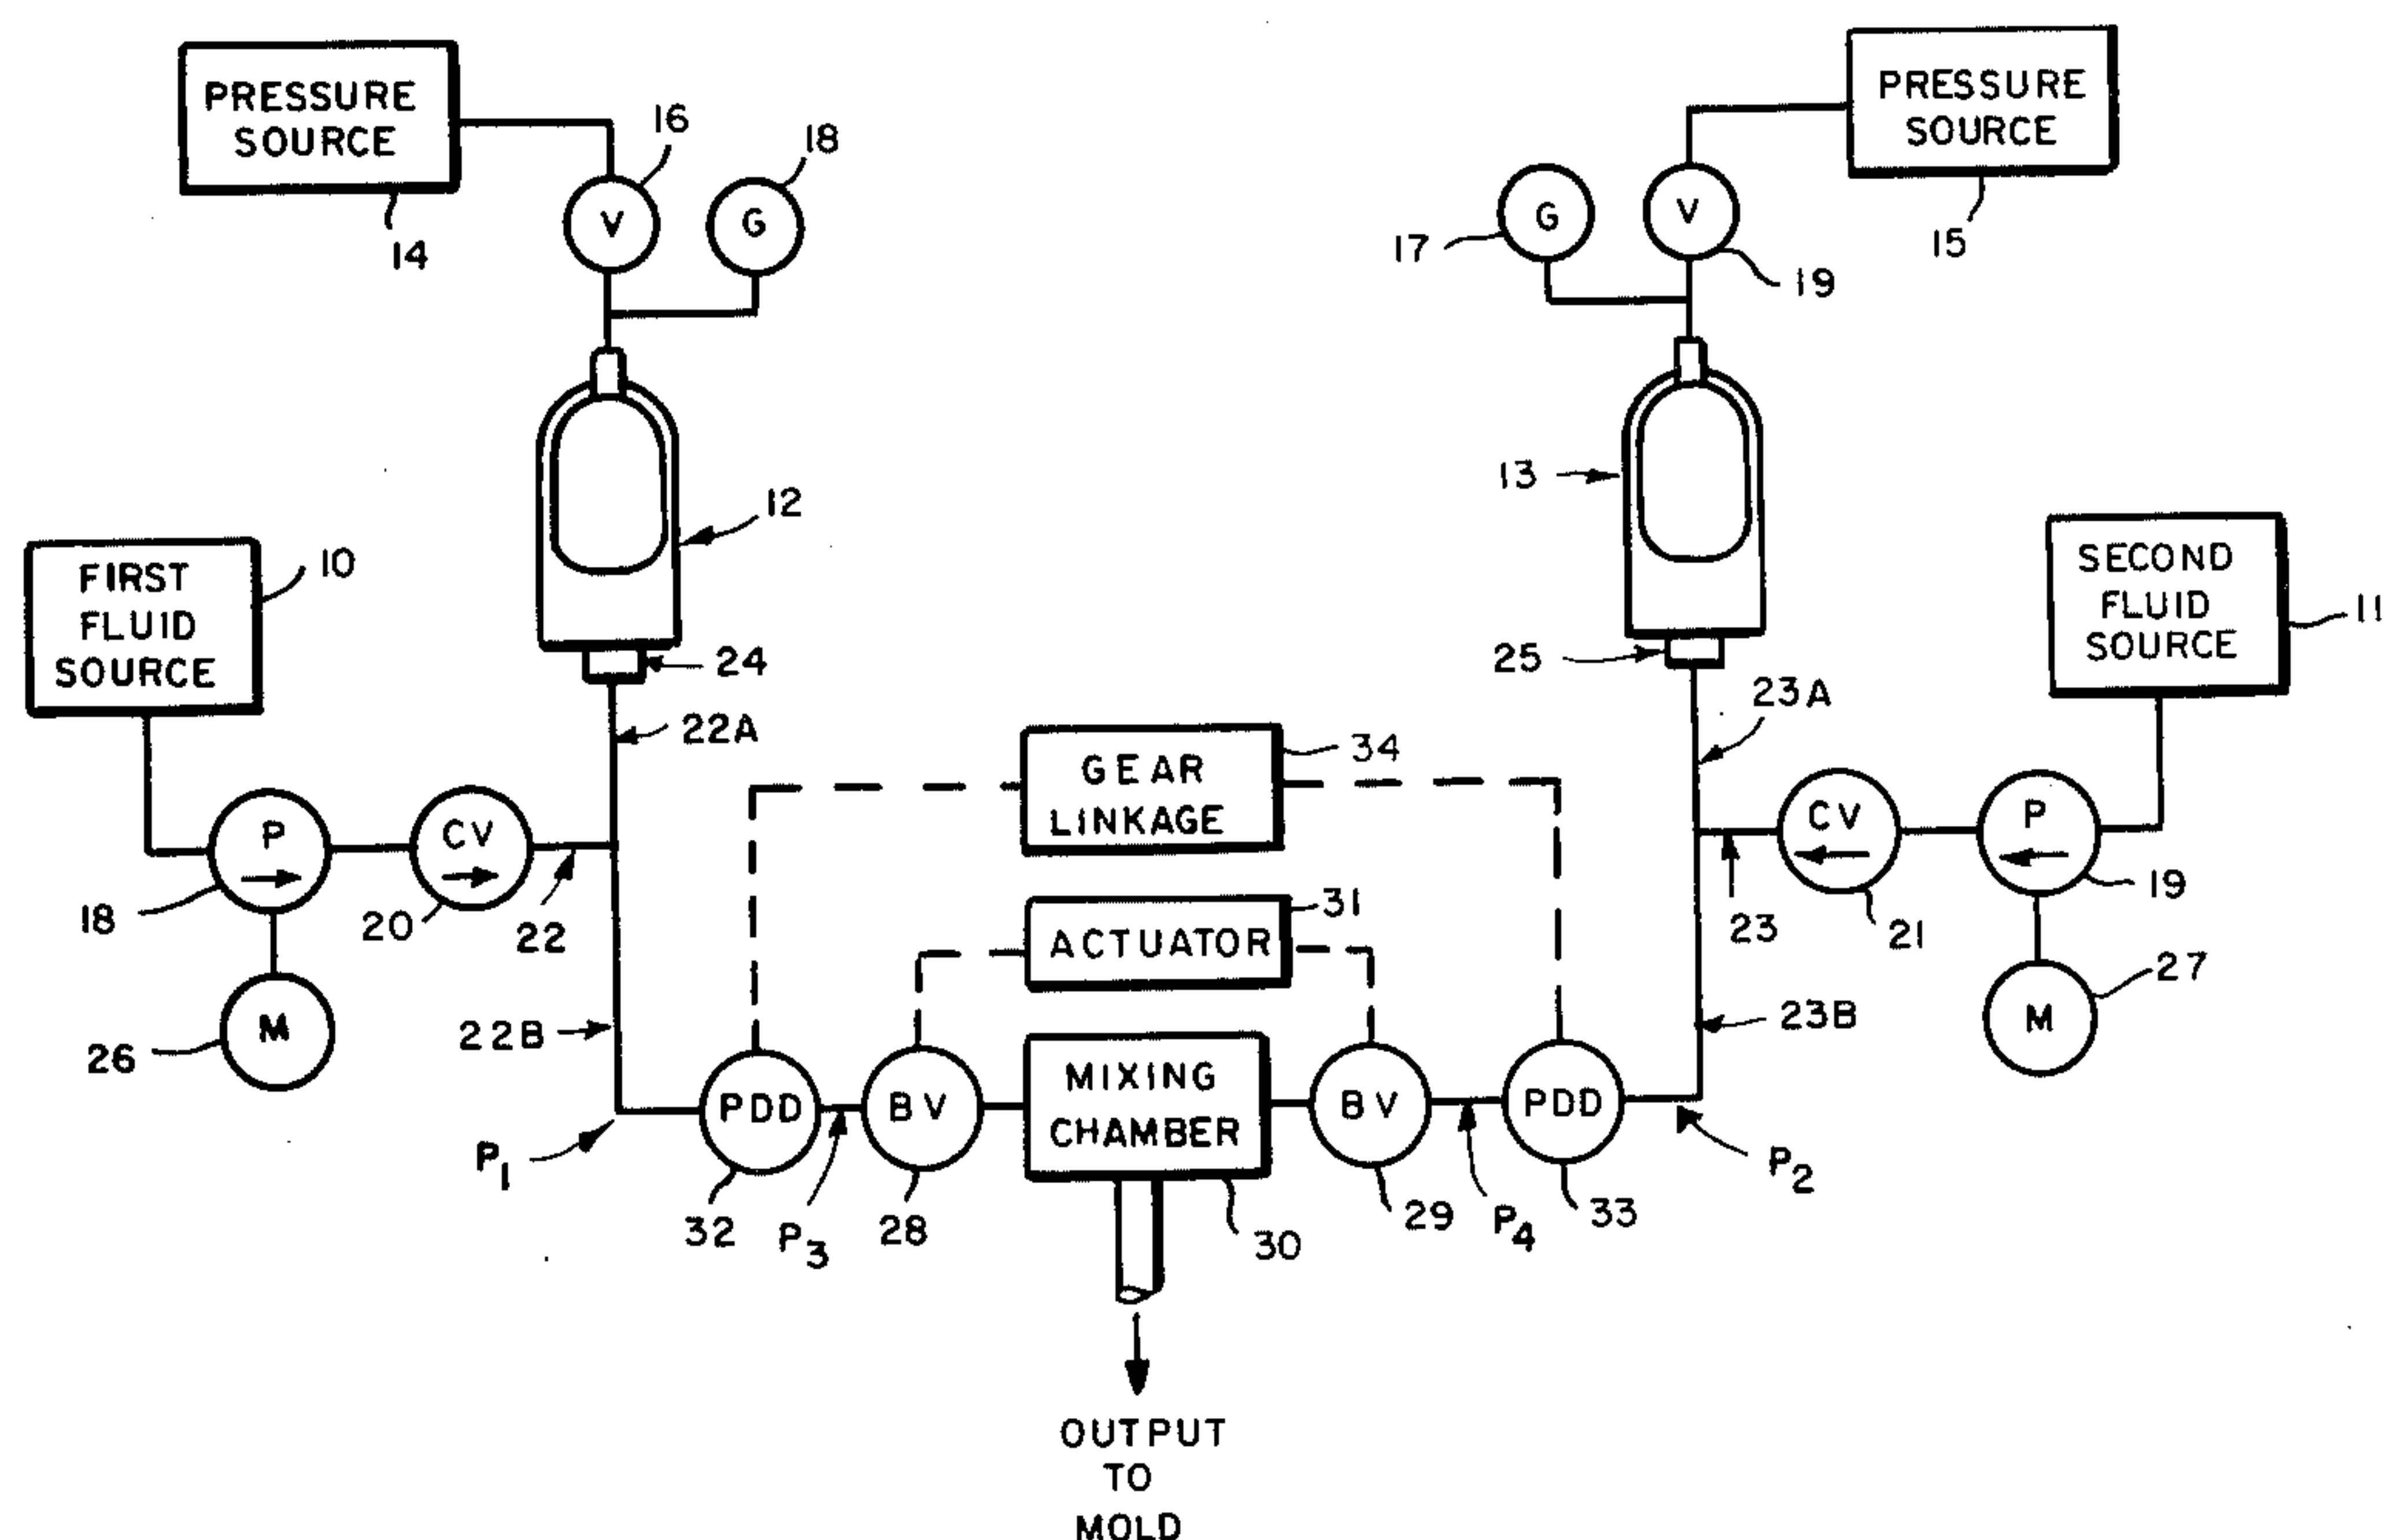 PRESSURE
SOURCE
14
16
V
18
G
PRESSURE
SOURCE
15
17
G
V
19
12
13
FIRST
FLUID
SOURCE
10
SECOND
FLUID
SOURCE
11
24
25
22A
23A
GEAR
LINKAGE
34
P
18
CV
20
22
CV
21
23
P
19
ACTUATOR
31
M
26
M
27
22B
23B
P1
PDD
32
P3
BV
28
MIXING
CHAMBER
30
BV
29
P4
PDD
33
P2
OUTPUT
TO
MOLD